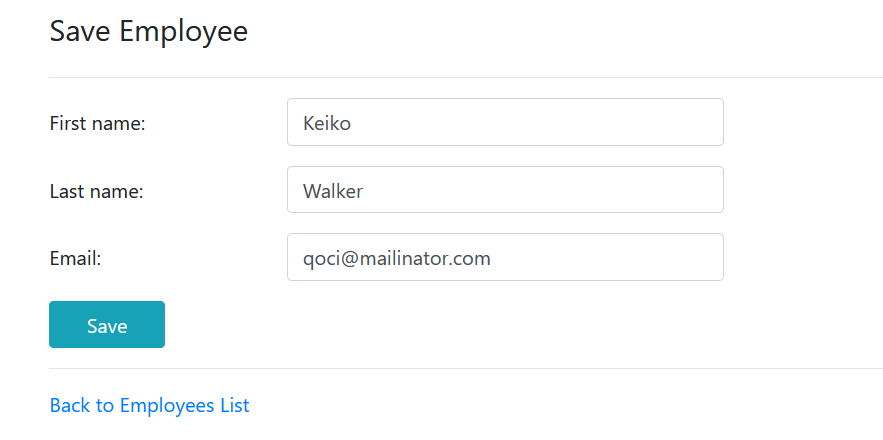 Save Employee
First name: Keiko
Last name: Walker
Email: qoci@mailinator.com
Save
Back to Employees List